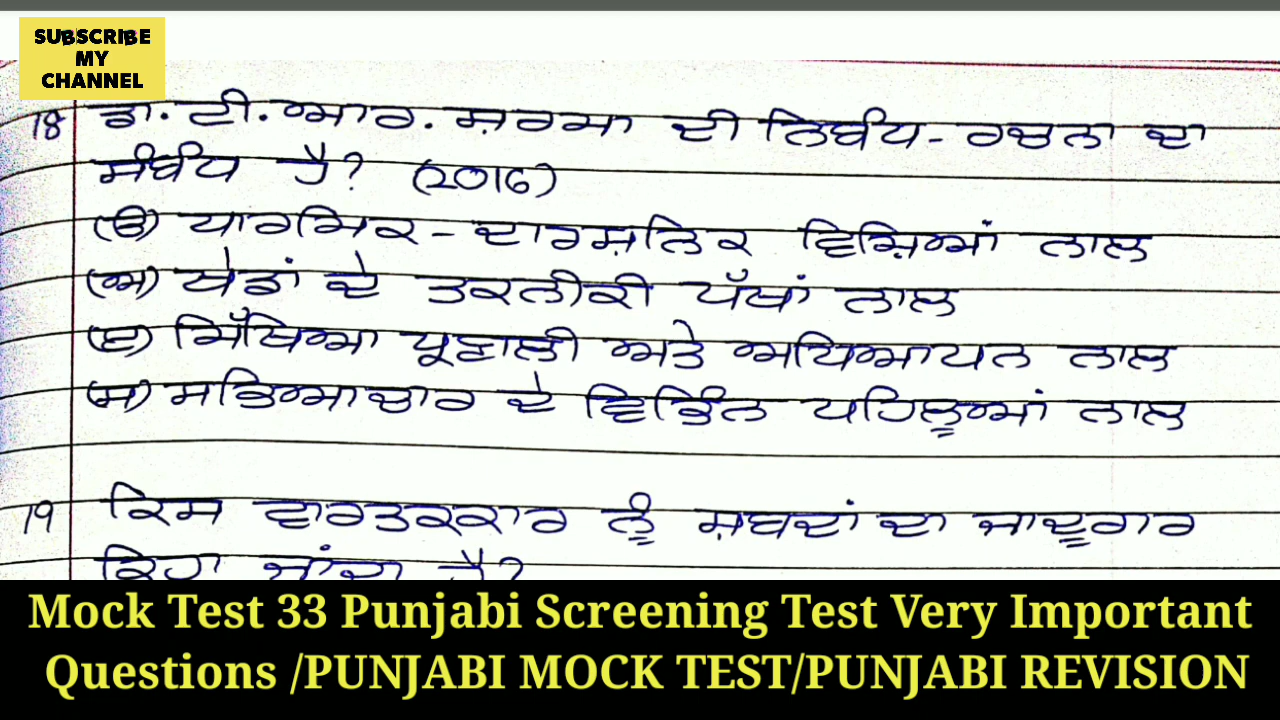 SUBSCRIBE
MY
CHANNEL
18 ਡਾ. ਟੀ. ਆਰ. ਸ਼ਰਮਾ ਦੀ ਨਿਬੰਧ- ਰਚਨਾ ਦਾ
ਸੰਬੰਧ ਹੈ? (2016)
(ੳ) ਧਾਰਮਿਕ - ਦਾਰਸ਼ਨਿਕ ਵਿਸ਼ਿਆਂ ਨਾਲ
(ਅ) ਖੇਡਾਂ ਦੇ ਤਕਨੀਕੀ ਪੱਖਾਂ ਨਾਲ
(ੲ) ਸਿੱਖਿਆ ਪ੍ਰਣਾਲੀ ਅਤੇ ਅਧਿਆਪਨ ਨਾਲ
(ਸ) ਸਭਿਆਚਾਰ ਦੇ ਵਿਭਿੰਨ ਪਹਿਲੂਆਂ ਨਾਲ
19 ਕਿਸ ਵਾਰਤਕਕਾਰ ਨੂੰ ਸ਼ਬਦਾਂ ਦਾ ਜਾਦੂਗਰ
ਕਿਹਾ ਜਾਂਦਾ ਹੈ?
Mock Test 33 Punjabi Screening Test Very Important
Questions /PUNJABI MOCK TEST/PUNJABI REVISION